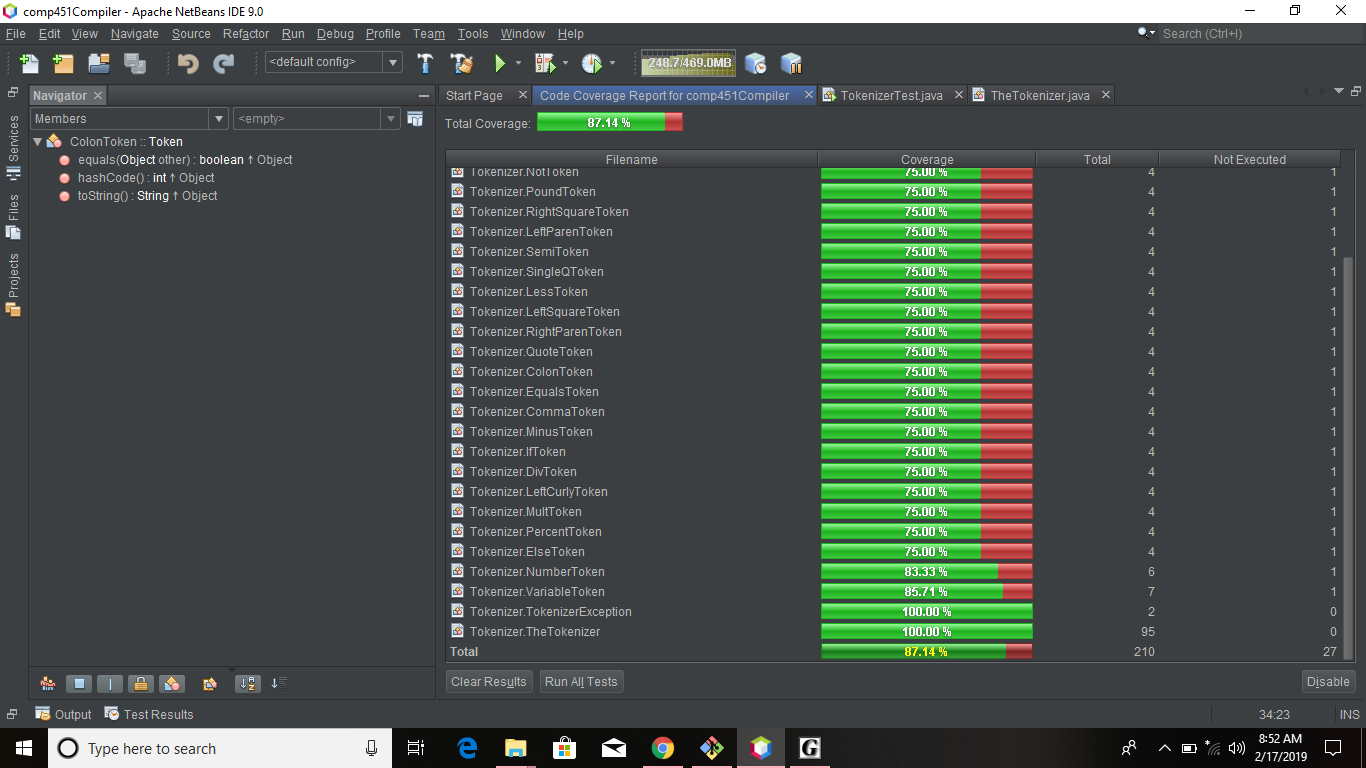 comp451Compiler - Apache NetBeans IDE 9.0
File Edit View Navigate Source Refactor Run Debug Profile Team Tools Window Help
Search (Ctrl+I)
<default config>
248.7/469.0MB
Navigator
Start Page
Code Coverage Report for comp451Compiler
TokenizerTest.java
TheTokenizer.java
Members
<empty>
Services
Files
Projects
ColonToken :: Token
equals(Object other) : boolean ↑ Object
hashCode() : int ↑ Object
toString() : String ↑ Object
Total Coverage: 87.14 %
Filename Coverage Total Not Executed
Tokenizer.NotToken 75.00 % 4 1
Tokenizer.PoundToken 75.00 % 4 1
Tokenizer.RightSquareToken 75.00 % 4 1
Tokenizer.LeftParenToken 75.00 % 4 1
Tokenizer.SemiToken 75.00 % 4 1
Tokenizer.SingleQToken 75.00 % 4 1
Tokenizer.LessToken 75.00 % 4 1
Tokenizer.LeftSquareToken 75.00 % 4 1
Tokenizer.RightParenToken 75.00 % 4 1
Tokenizer.QuoteToken 75.00 % 4 1
Tokenizer.ColonToken 75.00 % 4 1
Tokenizer.EqualsToken 75.00 % 4 1
Tokenizer.CommaToken 75.00 % 4 1
Tokenizer.MinusToken 75.00 % 4 1
Tokenizer.IfToken 75.00 % 4 1
Tokenizer.DivToken 75.00 % 4 1
Tokenizer.LeftCurlyToken 75.00 % 4 1
Tokenizer.MultToken 75.00 % 4 1
Tokenizer.PercentToken 75.00 % 4 1
Tokenizer.ElseToken 75.00 % 4 1
Tokenizer.NumberToken 83.33 % 6 1
Tokenizer.VariableToken 85.71 % 7 1
Tokenizer.TokenizerException 100.00 % 2 0
Tokenizer.TheTokenizer 100.00 % 95 0
Total 87.14 % 210 27
Clear Results
Run All Tests
Disable
Output
Test Results
34:23
INS
Type here to search
G
8:52 AM
2/17/2019